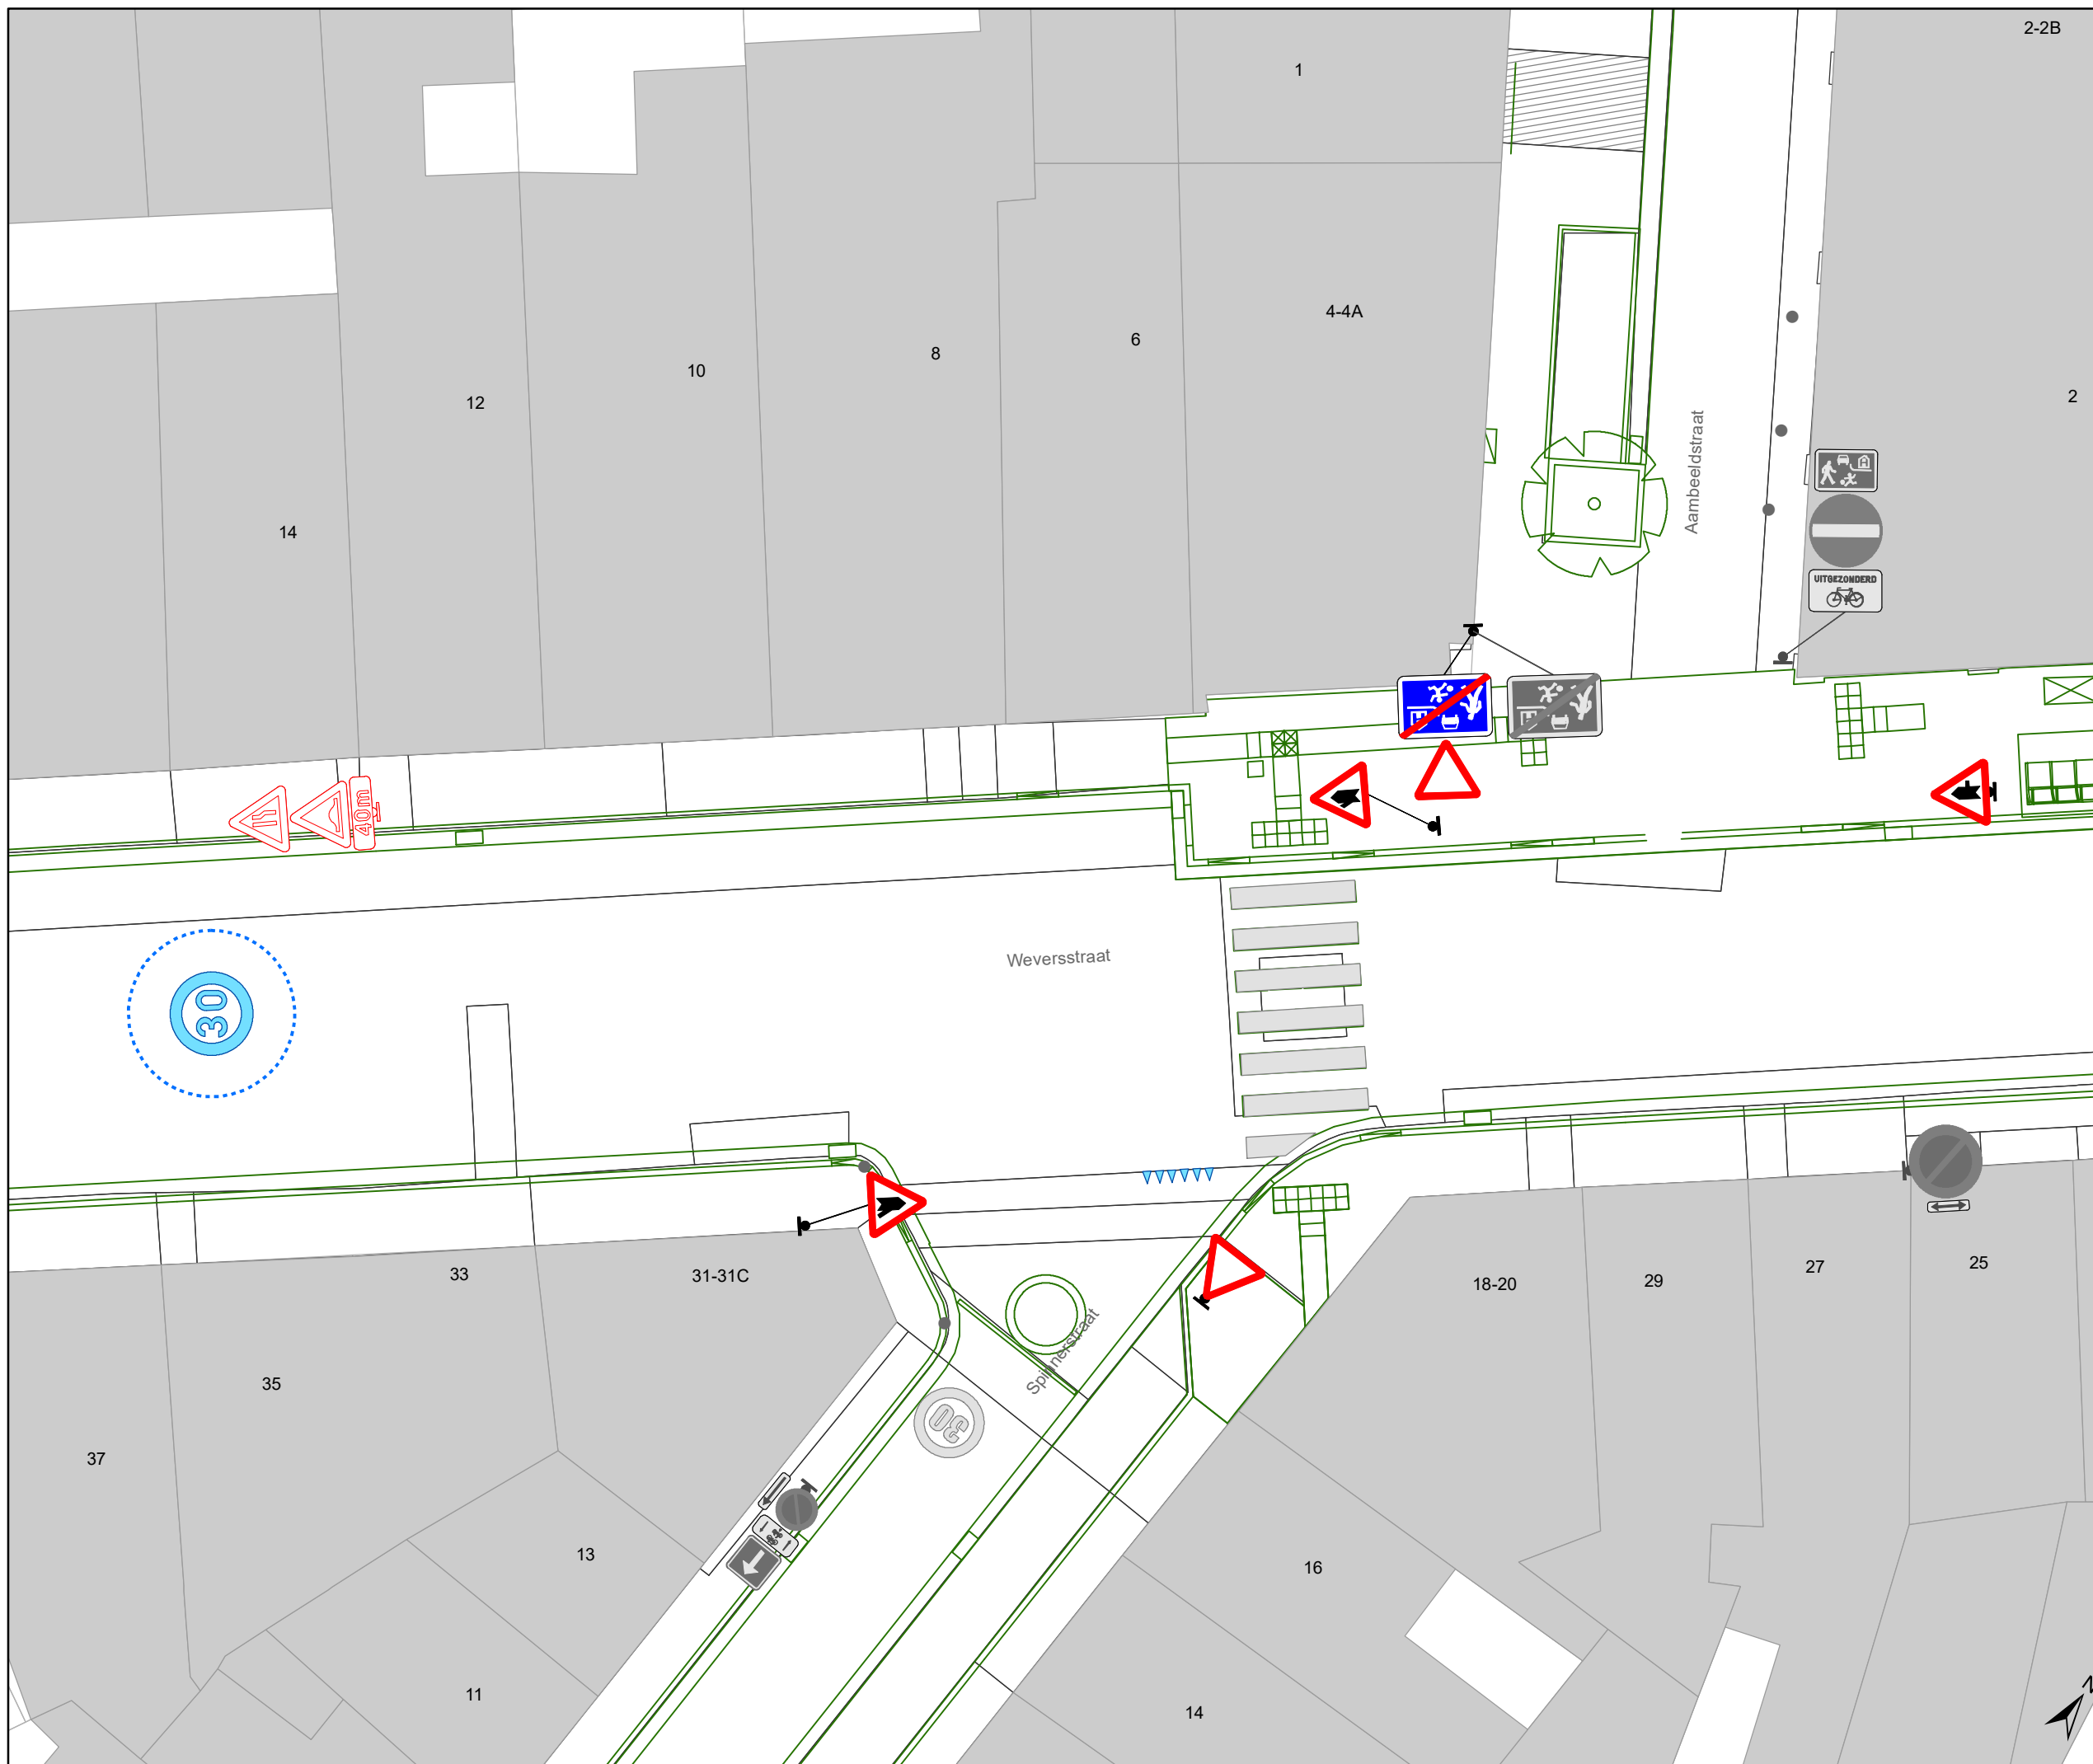 2-2B
1
4-4A
6
8
10
12
14
2
Aambeeldstraat
UITGEZONDERD
40m
30
Weversstraat
33
31-31C
35
37
18-20
29
27
25
Spinnerstraat
30
13
11
16
14
N